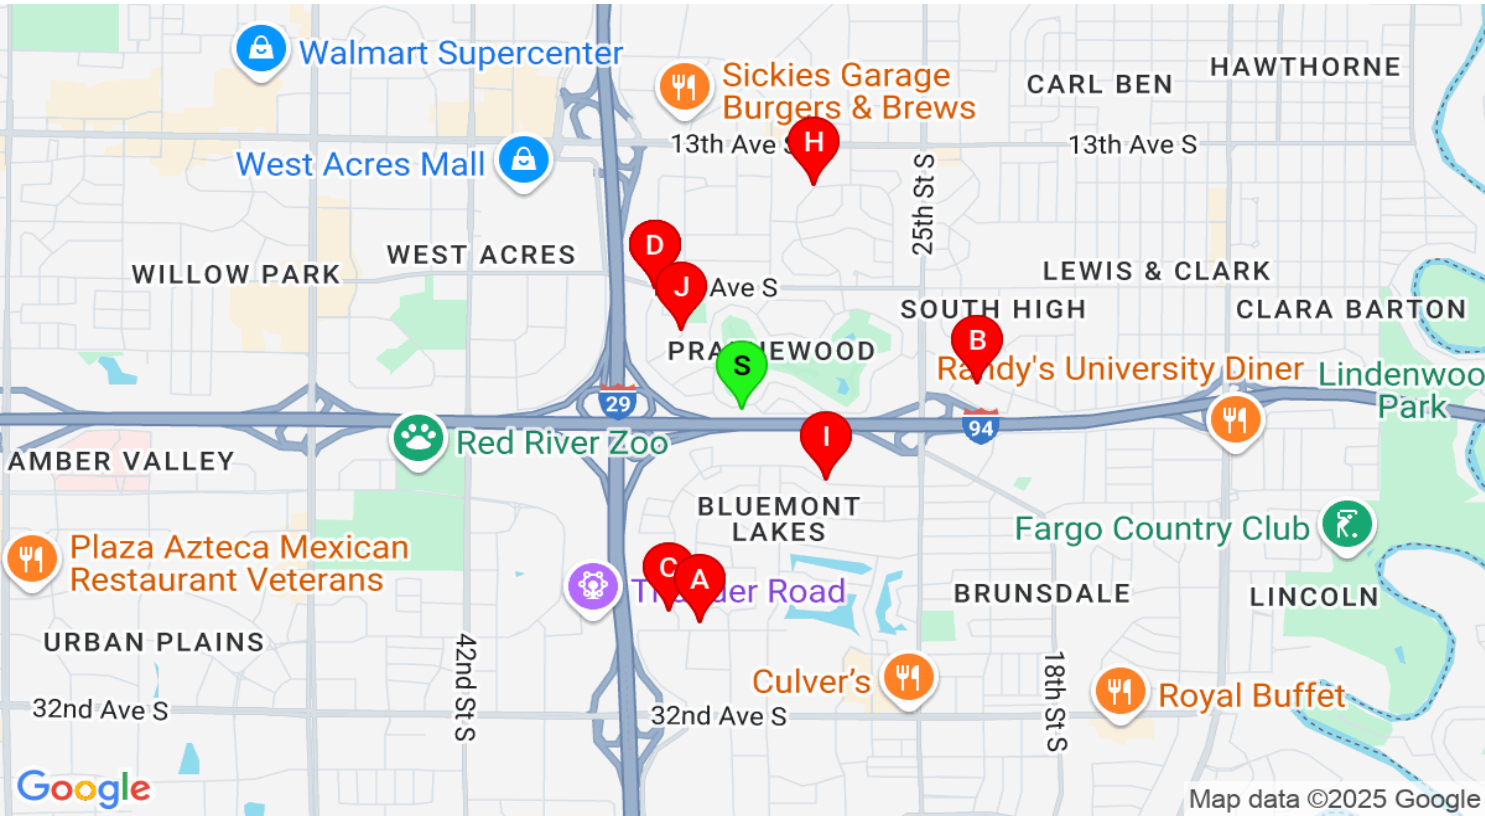 Walmart Supercenter
Sickies Garage
Burgers & Brews
CARL BEN
HAWTHORNE
13th Ave S
H
13th Ave S
West Acres Mall
25th St S
D
WEST ACRES
WILLOW PARK
J
Ave S
LEWIS & CLARK
SOUTH HIGH
CLARA BARTON
B
PRAIRIEWOOD
S
Randy's University Diner
Lindenwoo
Park
29
94
I
Red River Zoo
AMBER VALLEY
BLUEMONT
LAKES
Fargo Country Club
Plaza Azteca Mexican
Restaurant Veterans
C
A
Thunder Road
BRUNSDALE
LINCOLN
URBAN PLAINS
42nd St S
18th St S
Culver's
Royal Buffet
32nd Ave S
32nd Ave S
Google
Map data ©2025 Google